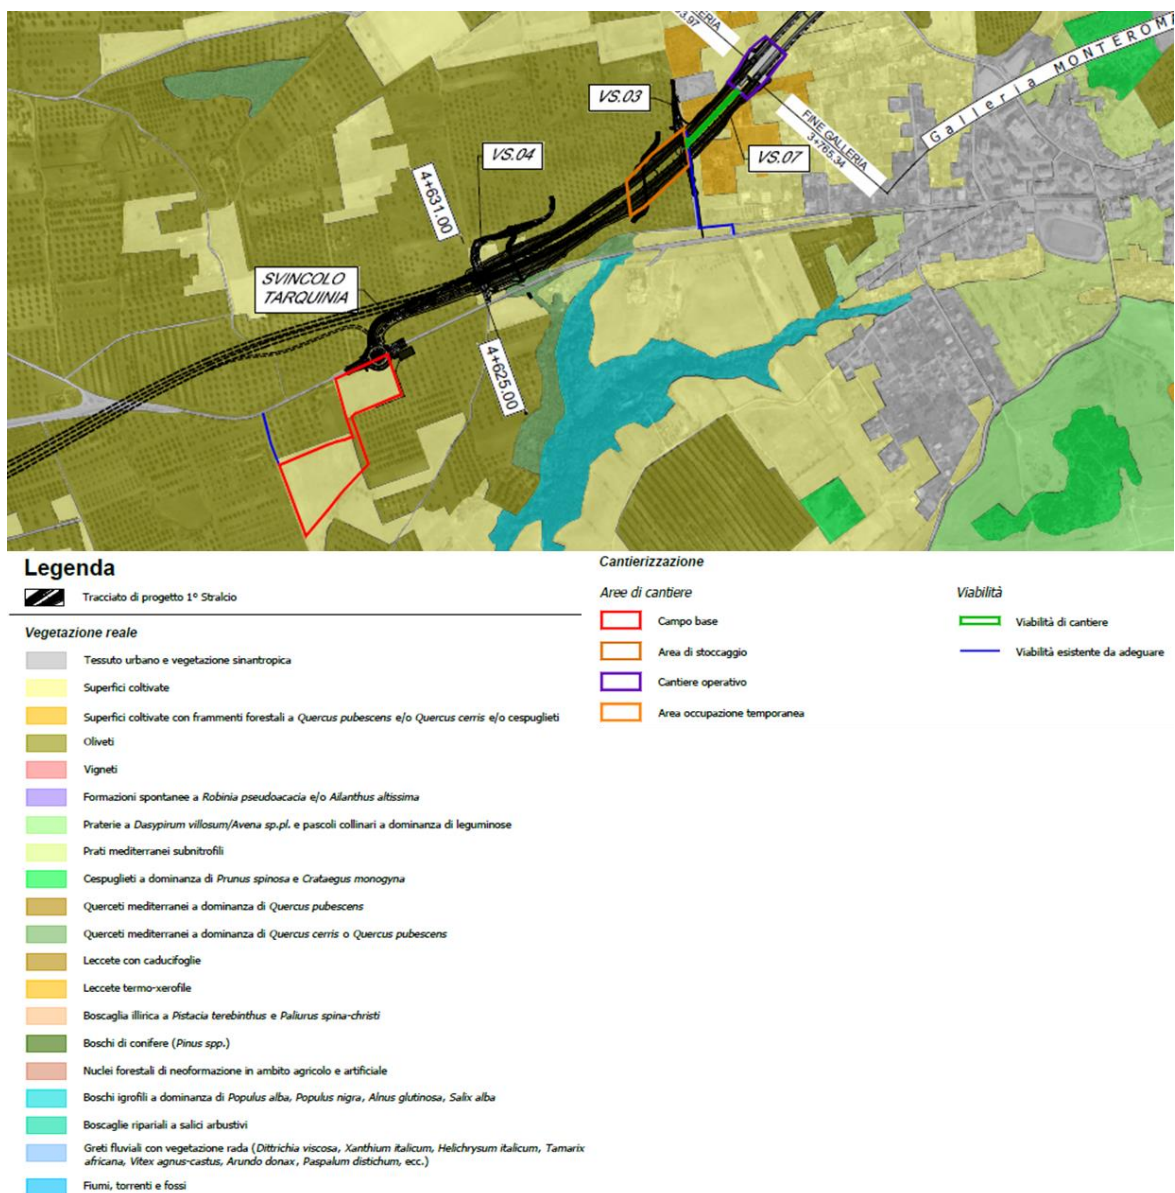 LERIA
3.97
Galleria MONTEROMA
VS.03
FINE GALLERIA
3+765.34
VS.04
VS.07
4+631.00
SVINCOLO
TARQUINIA
4+625.00
Legenda
Tracciato di progetto 1° Stralcio
Vegetazione reale
Tessuto urbano e vegetazione sinantropica
Superfici coltivate
Superfici coltivate con frammenti forestali a Quercus pubescens e/o Quercus cerris e/o cespuglieti
Oliveti
Vigneti
Formazioni spontanee a Robinia pseudoacacia e/o Ailanthus altissima
Praterie a Dasypirum villosum/Avena sp.pl. e pascoli collinari a dominanza di leguminose
Prati mediterranei subnitrofili
Cespuglieti a dominanza di Prunus spinosa e Crataegus monogyna
Querceti mediterranei a dominanza di Quercus pubescens
Querceti mediterranei a dominanza di Quercus cerris o Quercus pubescens
Leccete con caducifoglie
Leccete termo-xerofile
Boscaglia illirica a Pistacia terebinthus e Paliurus spina-christi
Boschi di conifere (Pinus spp.)
Nuclei forestali di neoformazione in ambito agricolo e artificiale
Boschi igrofili a dominanza di Populus alba, Populus nigra, Alnus glutinosa, Salix alba
Boscaglie ripariali a salici arbustivi
Greti fluviali con vegetazione rada (Dittrichia viscosa, Xanthium italicum, Helichrysum italicum, Tamarix
africana, Vitex agnus-castus, Arundo donax, Paspalum distichum, ecc.)
Fiumi, torrenti e fossi
Cantierizzazione
Aree di cantiere
Campo base
Area di stoccaggio
Cantiere operativo
Area occupazione temporanea
Viabilità
Viabilità di cantiere
Viabilità esistente da adeguare